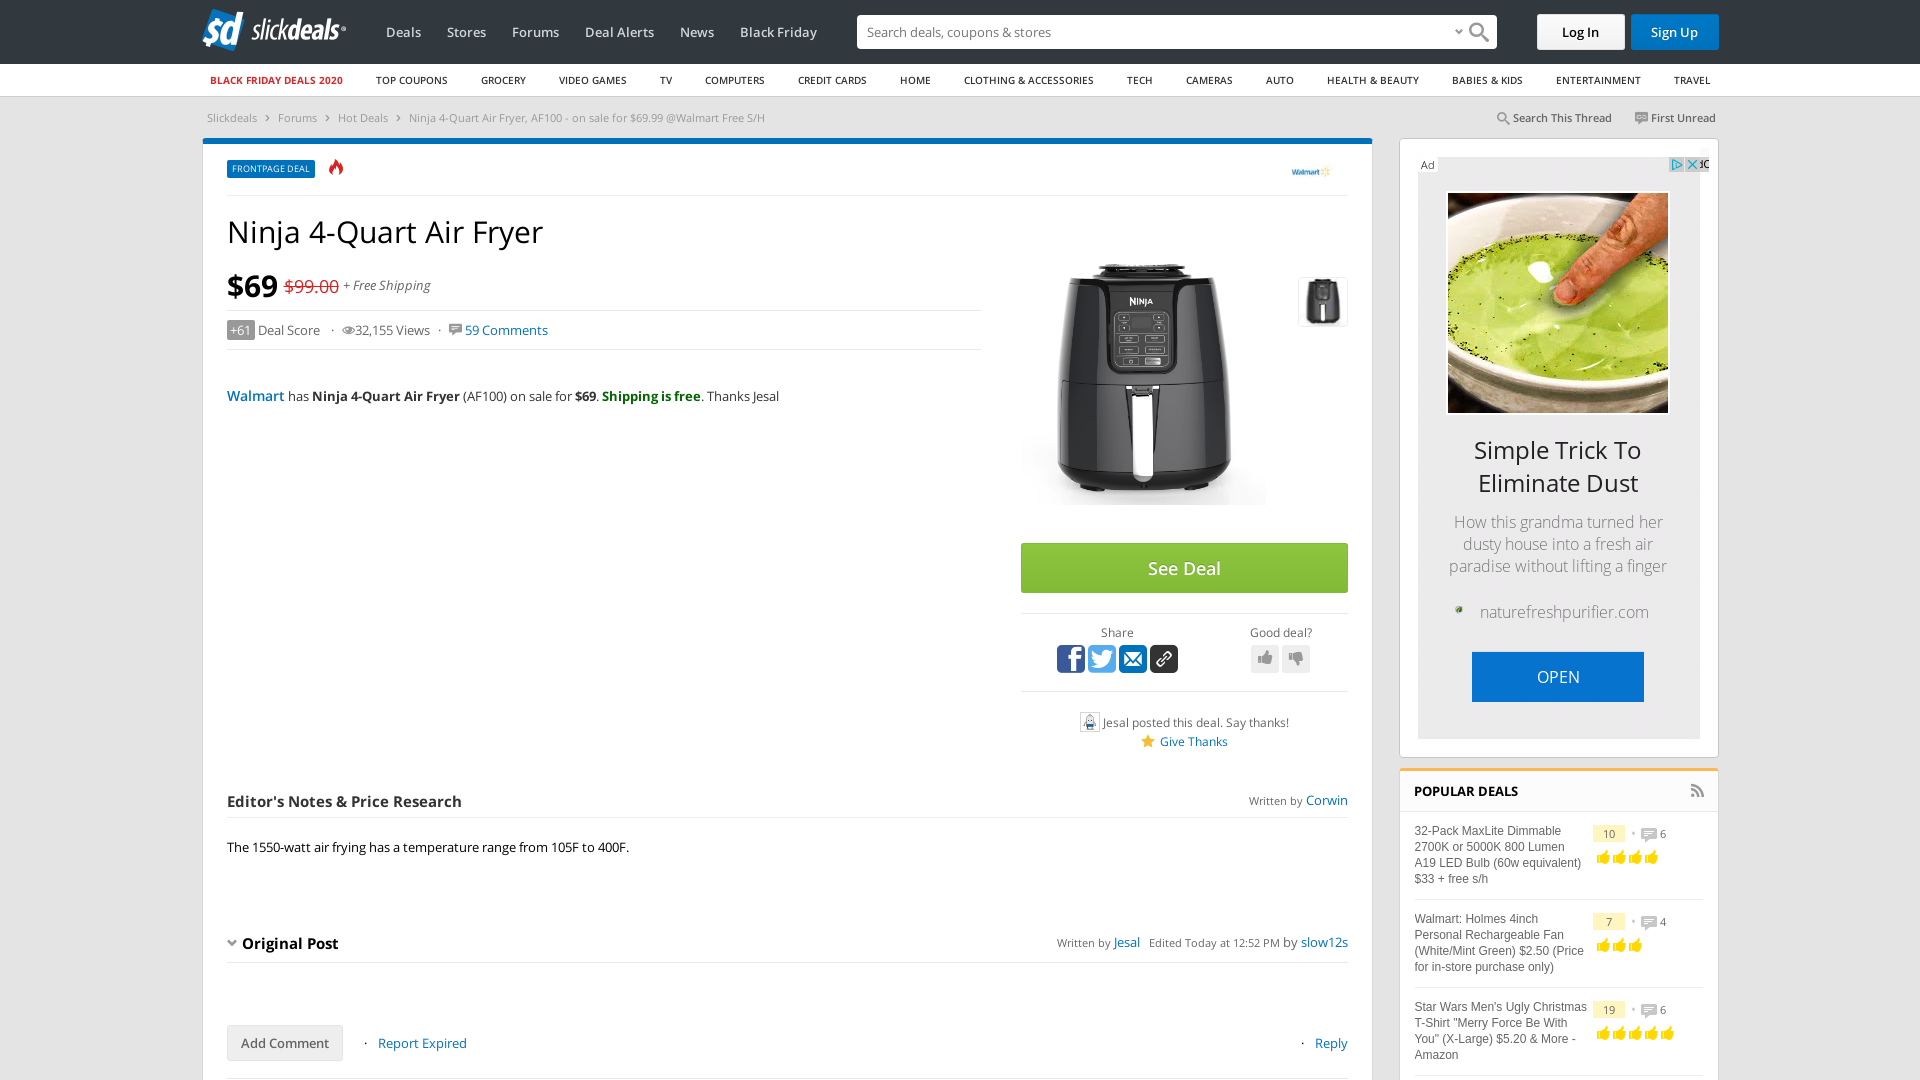 slickdeals
Deals
Stores
Forums
Deal Alerts
News
Black Friday
Search deals, coupons & stores
Log In
Sign Up
BLACK FRIDAY DEALS 2020
TOP COUPONS
GROCERY
VIDEO GAMES
TV
COMPUTERS
CREDIT CARDS
HOME
CLOTHING & ACCESSORIES
TECH
CAMERAS
AUTO
HEALTH & BEAUTY
BABIES & KIDS
ENTERTAINMENT
TRAVEL
Slickdeals › Forums › Hot Deals › Ninja 4-Quart Air Fryer, AF100 - on sale for $69.99 @Walmart Free S/H
Search This Thread
First Unread
FRONTPAGE DEAL
Walmart
Ninja 4-Quart Air Fryer
$69 $99.00 + Free Shipping
+61 Deal Score · 32,155 Views · 59 Comments
Walmart has Ninja 4-Quart Air Fryer (AF100) on sale for $69. Shipping is free. Thanks Jesal
NINJA
See Deal
Share
Good deal?
Jesal posted this deal. Say thanks!
Give Thanks
Editor's Notes & Price Research
Written by Corwin
The 1550-watt air frying has a temperature range from 105F to 400F.
Original Post
Written by Jesal Edited Today at 12:52 PM by slow12s
Add Comment
· Report Expired
· Reply
Ad
Simple Trick To
Eliminate Dust
How this grandma turned her
dusty house into a fresh air
paradise without lifting a finger
naturefreshpurifier.com
OPEN
POPULAR DEALS
32-Pack MaxLite Dimmable
2700K or 5000K 800 Lumen
A19 LED Bulb (60w equivalent)
$33 + free s/h
10 • 6
Walmart: Holmes 4inch
Personal Rechargeable Fan
(White/Mint Green) $2.50 (Price
for in-store purchase only)
7 • 4
Star Wars Men's Ugly Christmas
T-Shirt "Merry Force Be With
You" (X-Large) $5.20 & More -
Amazon
19 • 6